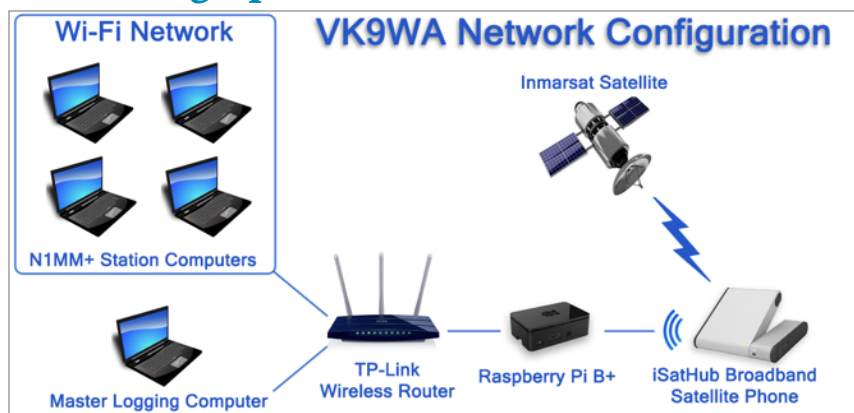 Wi-Fi Network
VK9WA Network Configuration
Inmarsat Satellite
N1MM+ Station Computers
TP-Link
Wireless Router
Raspberry Pi B+
iSatHub Broadband
Satellite Phone
Master Logging Computer